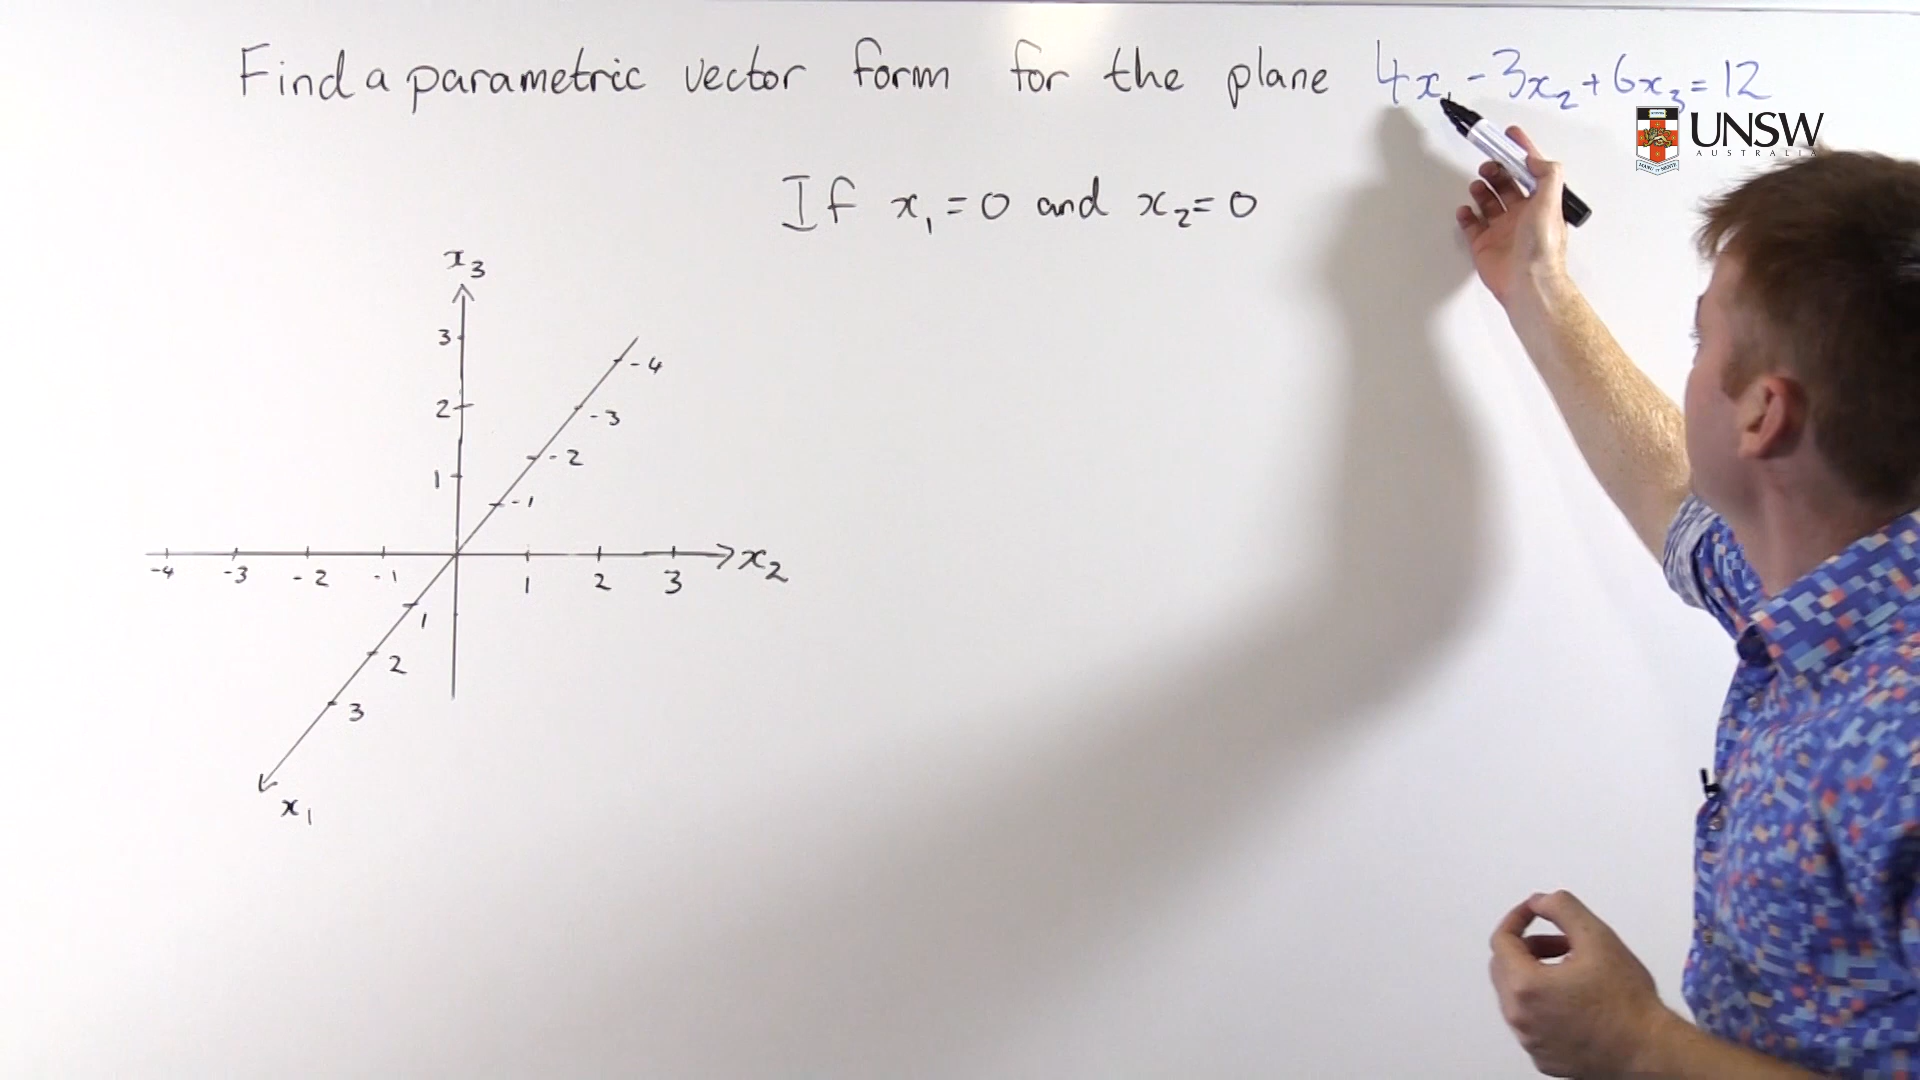 Find a parametric vector form for the plane 4x₁ - 3x₂ + 6x₃ = 12
UNSW
AUSTRALIA
If x₁ = 0 and x₂ = 0
x₃
3
-4
2
-3
-2
1
-1
-4 -3 -2 -1 1 2 3 x₂
1
2
3
x₁